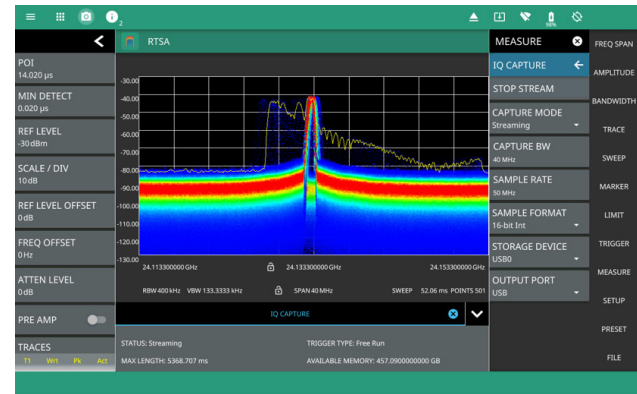 2
98%
RTSA
MEASURE
FREQ SPAN
POI
14.020 µs
IQ CAPTURE
AMPLITUDE
MIN DETECT
0.020 µs
STOP STREAM
BANDWIDTH
REF LEVEL
-30 dBm
CAPTURE MODE
Streaming
TRACE
SCALE / DIV
10 dB
CAPTURE BW
40 MHz
SWEEP
REF LEVEL OFFSET
0 dB
SAMPLE RATE
50 MHz
MARKER
FREQ OFFSET
0 Hz
SAMPLE FORMAT
16-bit Int
LIMIT
ATTEN LEVEL
0 dB
STORAGE DEVICE
USB0
TRIGGER
PRE AMP
OUTPUT PORT
USB
MEASURE
TRACES
T1 Wrt Pk Act
SETUP
PRESET
FILE
-30.00
-40.00
-50.00
-60.00
-70.00
-80.00
-90.00
-100.00
-110.00
-120.00
-130.00
24.113300000 GHz 24.133300000 GHz 24.153300000 GHz
RBW 400 kHz VBW 133.3333 kHz SPAN 40 MHz SWEEP 52.06 ms POINTS 501
IQ CAPTURE
STATUS: Streaming TRIGGER TYPE: Free Run
MAX LENGTH: 5368.707 ms AVAILABLE MEMORY: 457.0900000000 GB